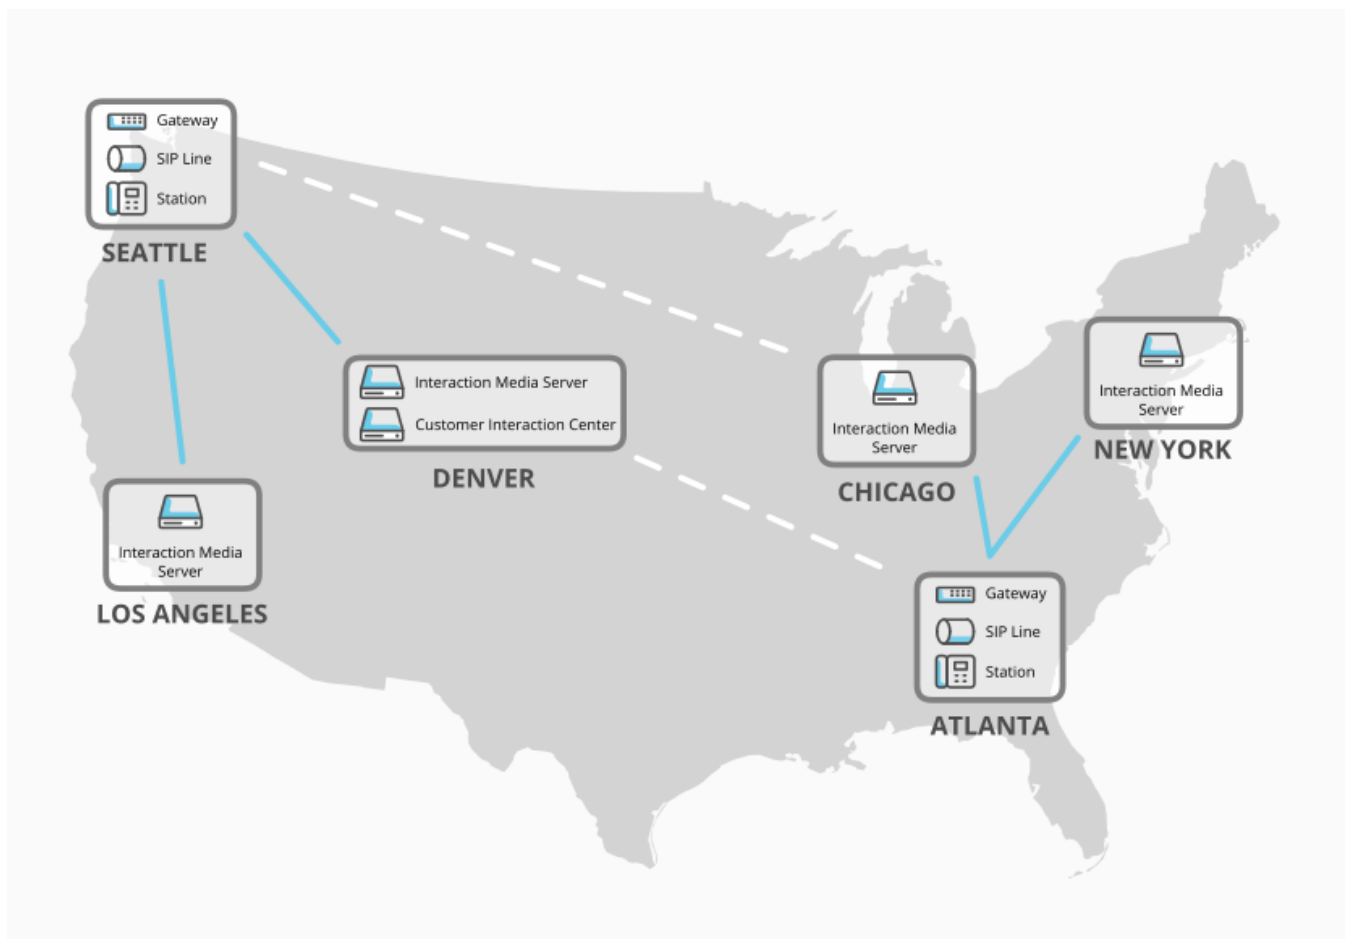 Gateway
SIP Line
Station
SEATTLE
Interaction Media Server
Customer Interaction Center
DENVER
Interaction Media
Server
LOS ANGELES
Interaction Media
Server
CHICAGO
Interaction Media
Server
NEW YORK
Gateway
SIP Line
Station
ATLANTA